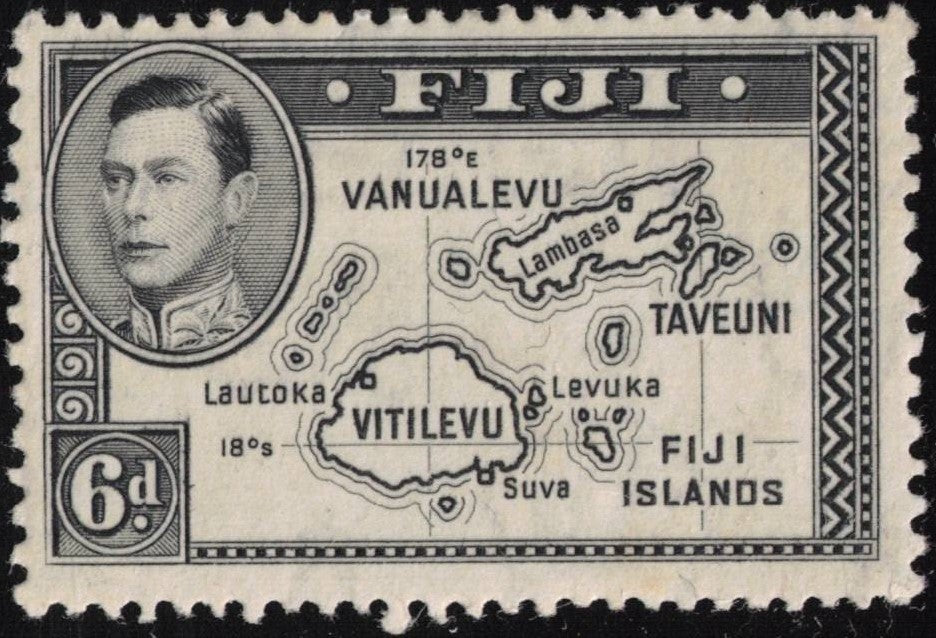 FIJI
178°E
VANUALEVU
Lambasa
TAVEUNI
Lautoka
Levuka
VITILEVU
18°S
FIJI
ISLANDS
Suva
6d.